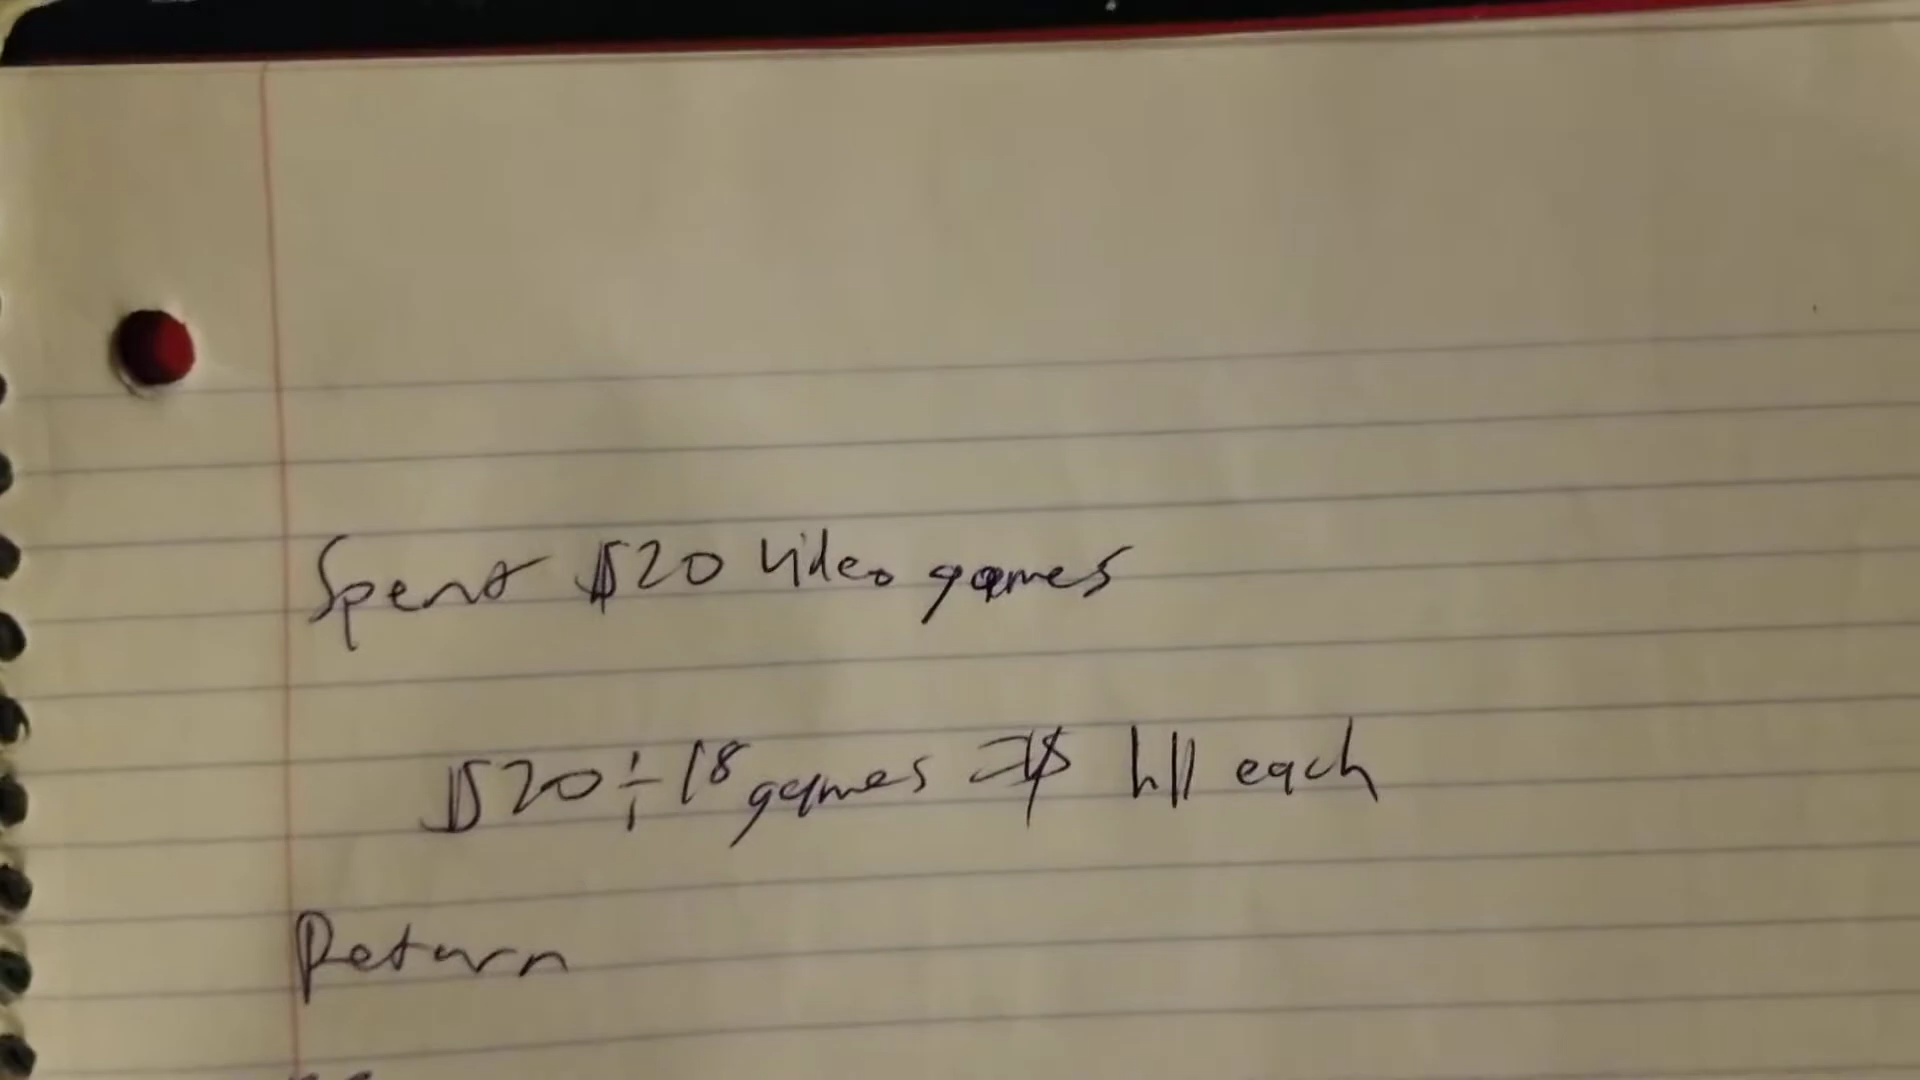 Spent $20 video games
$20 ÷ 18 games = $ 1.11 each
Return